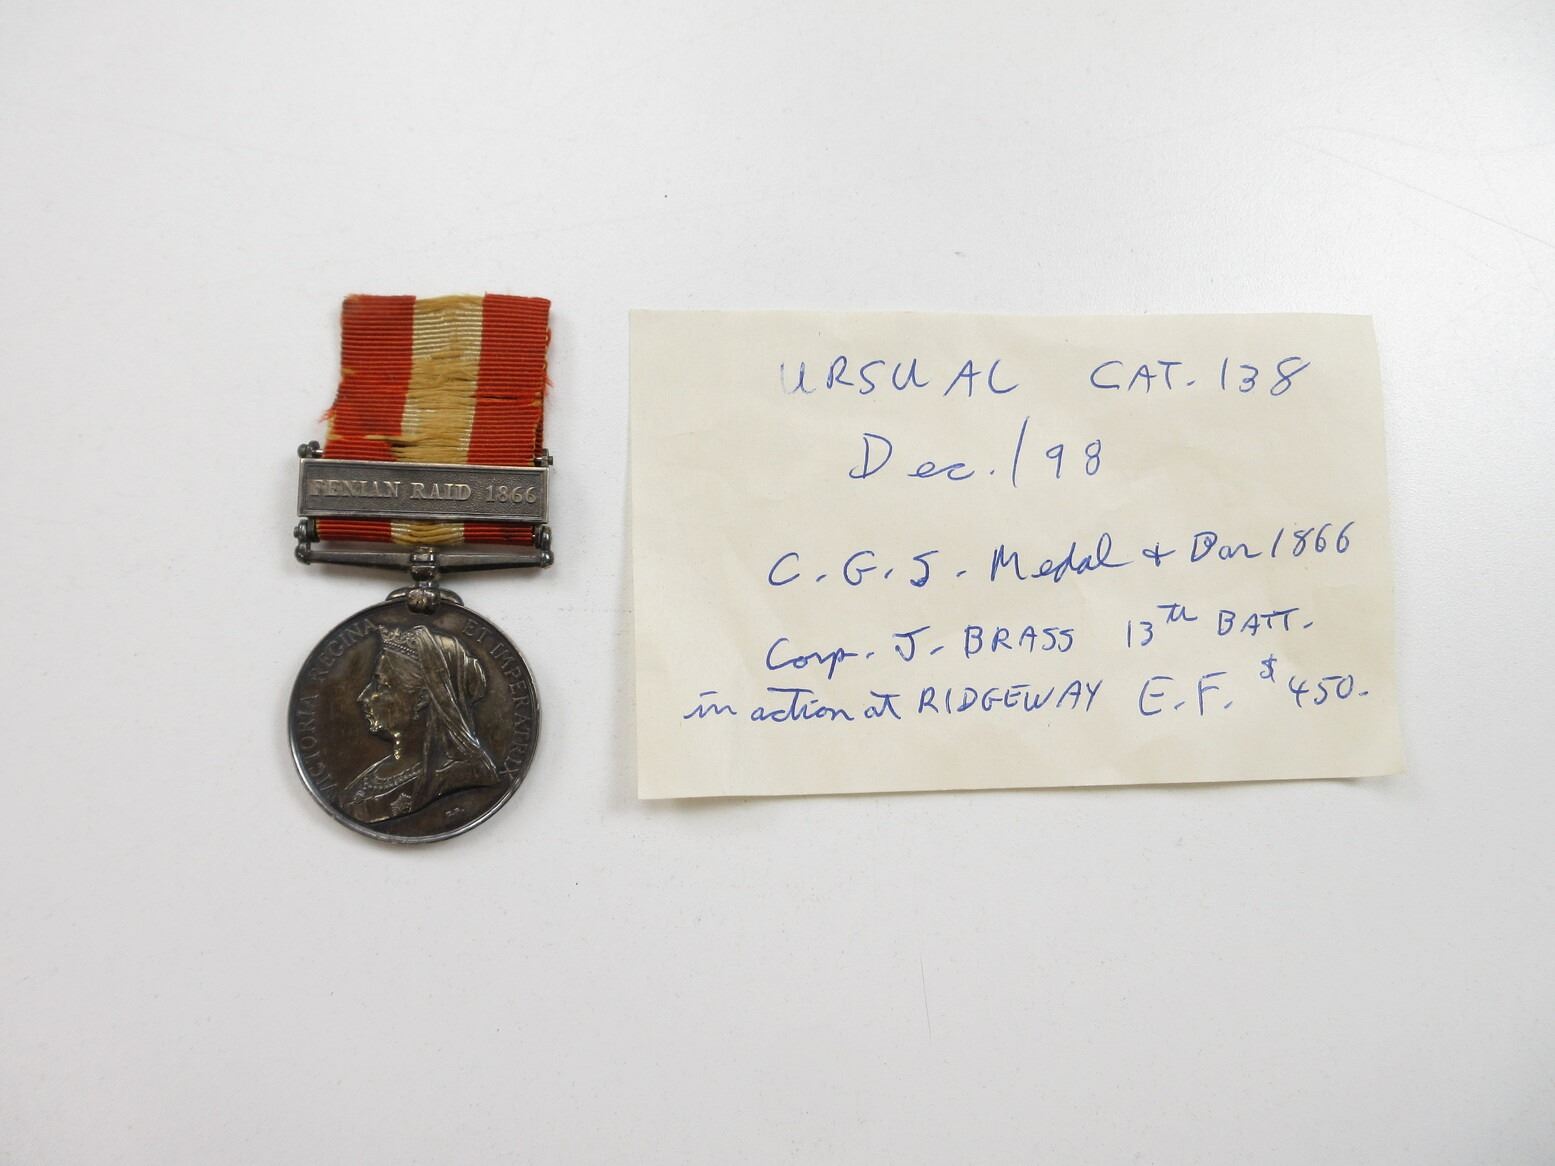 FENIAN RAID 1866
VICTORIA REGINA ET IMPERATRIX
URSUAL CAT. 138
Dec./98
C.G.S. Medal + Bar 1866
Corp. J. BRASS 13th BATT.
in action at RIDGEWAY E.F. $450.